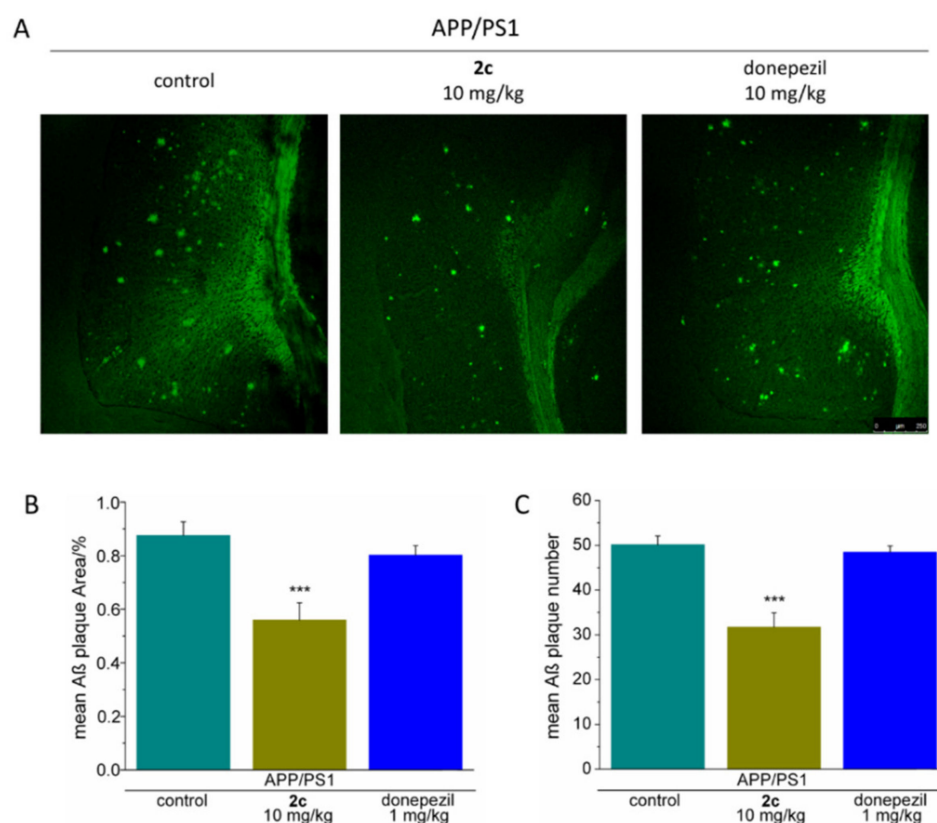 A
APP/PS1
control
2c
10 mg/kg
donepezil
10 mg/kg
0 µm 250
B
mean Aß plaque Area/%
1.0
0.8
0.6
0.4
0.2
0.0
***
APP/PS1
control
2c
10 mg/kg
donepezil
1 mg/kg
C
mean Aß plaque number
60
50
40
30
20
10
0
***
APP/PS1
control
2c
10 mg/kg
donepezil
1 mg/kg